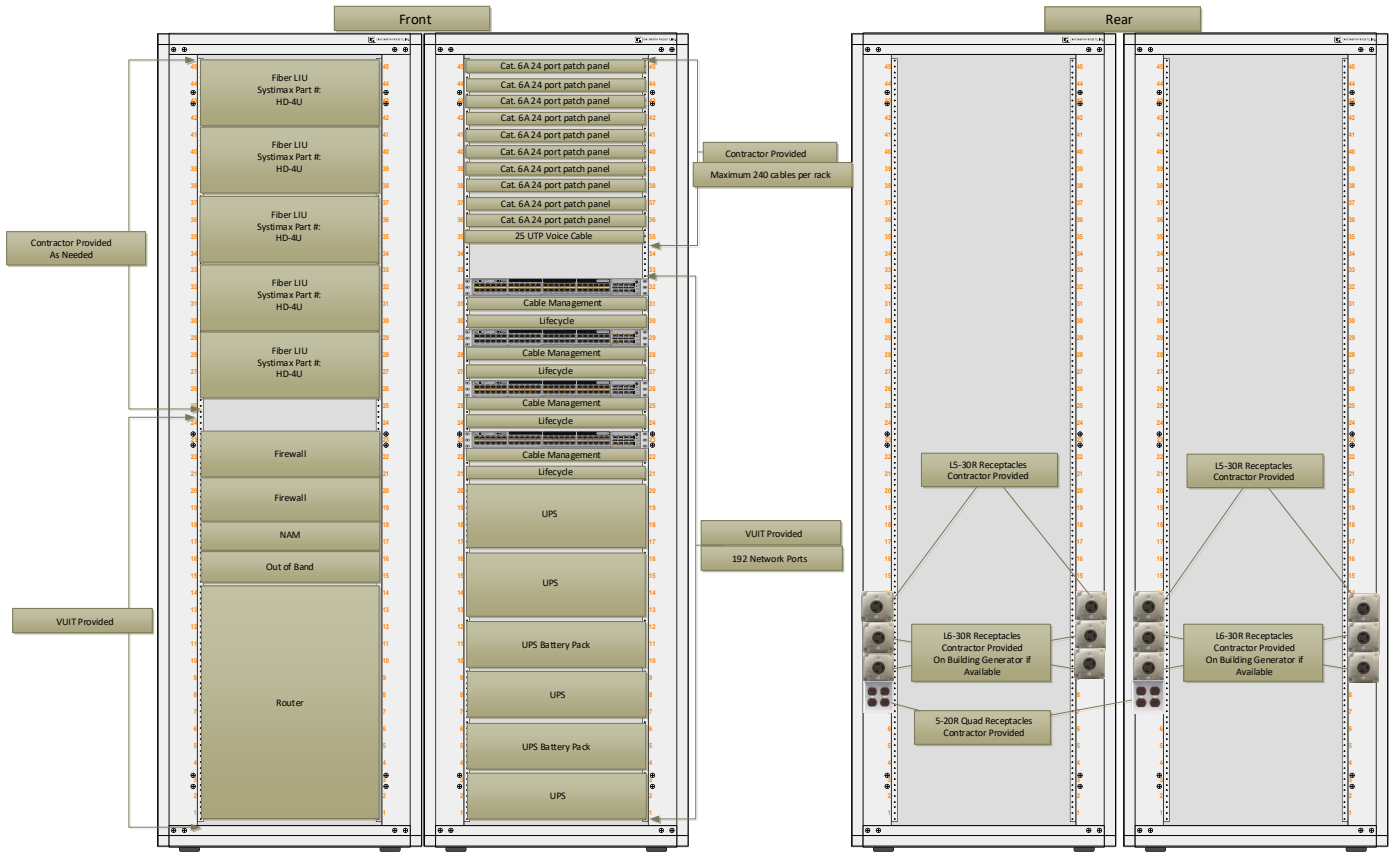 Front
Rear
Fiber LIU
Systimax Part #:
HD-4U
Fiber LIU
Systimax Part #:
HD-4U
Fiber LIU
Systimax Part #:
HD-4U
Fiber LIU
Systimax Part #:
HD-4U
Fiber LIU
Systimax Part #:
HD-4U
Firewall
Firewall
NAM
Out of Band
Router
Contractor Provided
As Needed
VUIT Provided
Cat. 6A 24 port patch panel
Cat. 6A 24 port patch panel
Cat. 6A 24 port patch panel
Cat. 6A 24 port patch panel
Cat. 6A 24 port patch panel
Cat. 6A 24 port patch panel
Cat. 6A 24 port patch panel
Cat. 6A 24 port patch panel
Cat. 6A 24 port patch panel
Cat. 6A 24 port patch panel
25 UTP Voice Cable
Cable Management
Lifecycle
Cable Management
Lifecycle
Cable Management
Lifecycle
Cable Management
Lifecycle
UPS
UPS
UPS Battery Pack
UPS
UPS Battery Pack
UPS
Contractor Provided
Maximum 240 cables per rack
VUIT Provided
192 Network Ports
L5-30R Receptacles
Contractor Provided
L6-30R Receptacles
Contractor Provided
On Building Generator if
Available
5-20R Quad Receptacles
Contractor Provided
L5-30R Receptacles
Contractor Provided
L6-30R Receptacles
Contractor Provided
On Building Generator if
Available